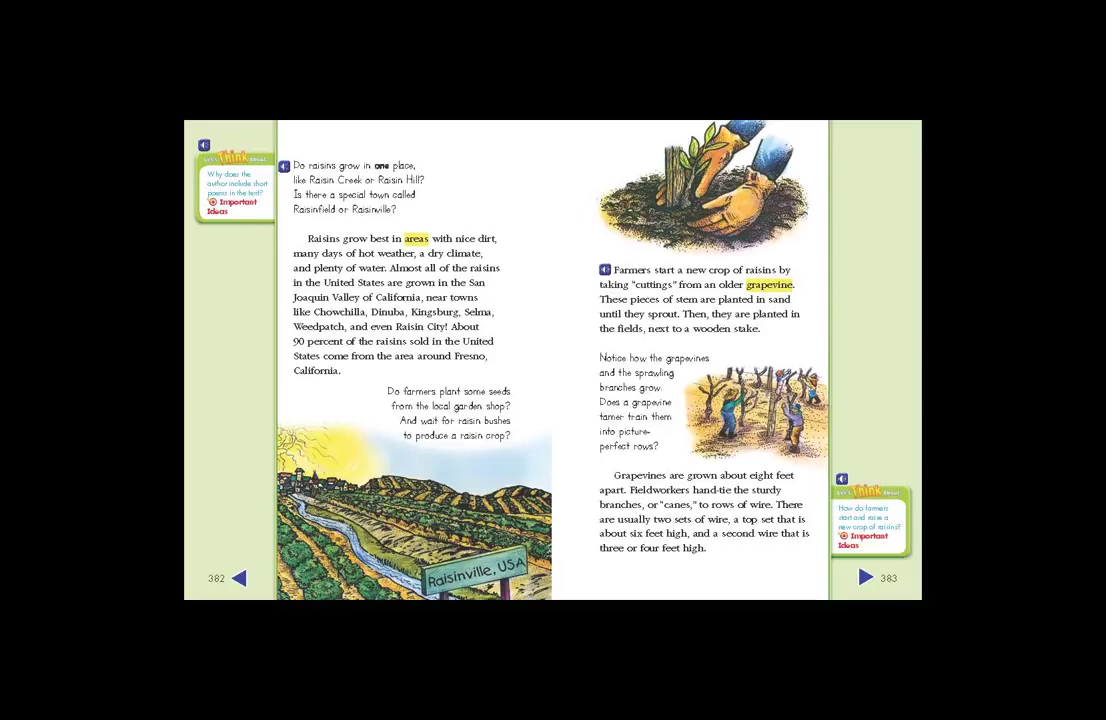 Let's Think About
Why does the
author include short
poems in the text?
Important
Ideas
Do raisins grow in one place,
like Raisin Creek or Raisin Hill?
Is there a special town called
Raisinfield or Raisinville?
Raisins grow best in areas with nice dirt,
many days of hot weather, a dry climate,
and plenty of water. Almost all of the raisins
in the United States are grown in the San
Joaquin Valley of California, near towns
like Chowchilla, Dinuba, Kingsburg, Selma,
Weedpatch, and even Raisin City! About
90 percent of the raisins sold in the United
States come from the area around Fresno,
California.
Do farmers plant some seeds
from the local garden shop?
And wait for raisin bushes
to produce a raisin crop?
Raisinville, USA
382
Farmers start a new crop of raisins by
taking "cuttings" from an older grapevine.
These pieces of stem are planted in sand
until they sprout. Then, they are planted in
the fields, next to a wooden stake.
Notice how the grapevines
and the sprawling
branches grow.
Does a grapevine
tamer train them
into picture-
perfect rows?
Grapevines are grown about eight feet
apart. Fieldworkers hand-tie the sturdy
branches, or "canes," to rows of wire. There
are usually two sets of wire, a top set that is
about six feet high, and a second wire that is
three or four feet high.
Let's Think About
How do farmers
start and raise a
new crop of raisins?
Important
Ideas
383